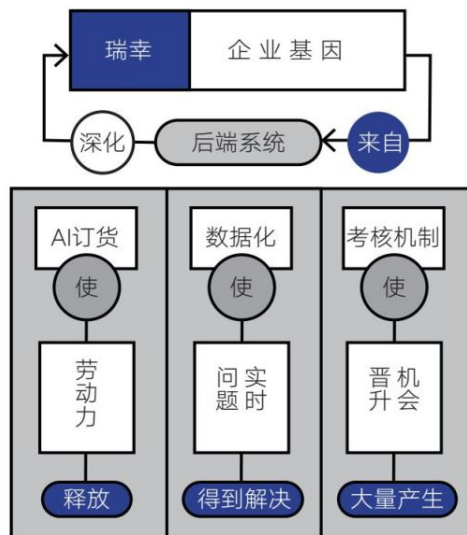 瑞幸 企业基因
深化 后端系统 来自
AI订货 数据化 考核机制
使 使 使
劳动力 实时问题 晋升机会
释放 得到解决 大量产生